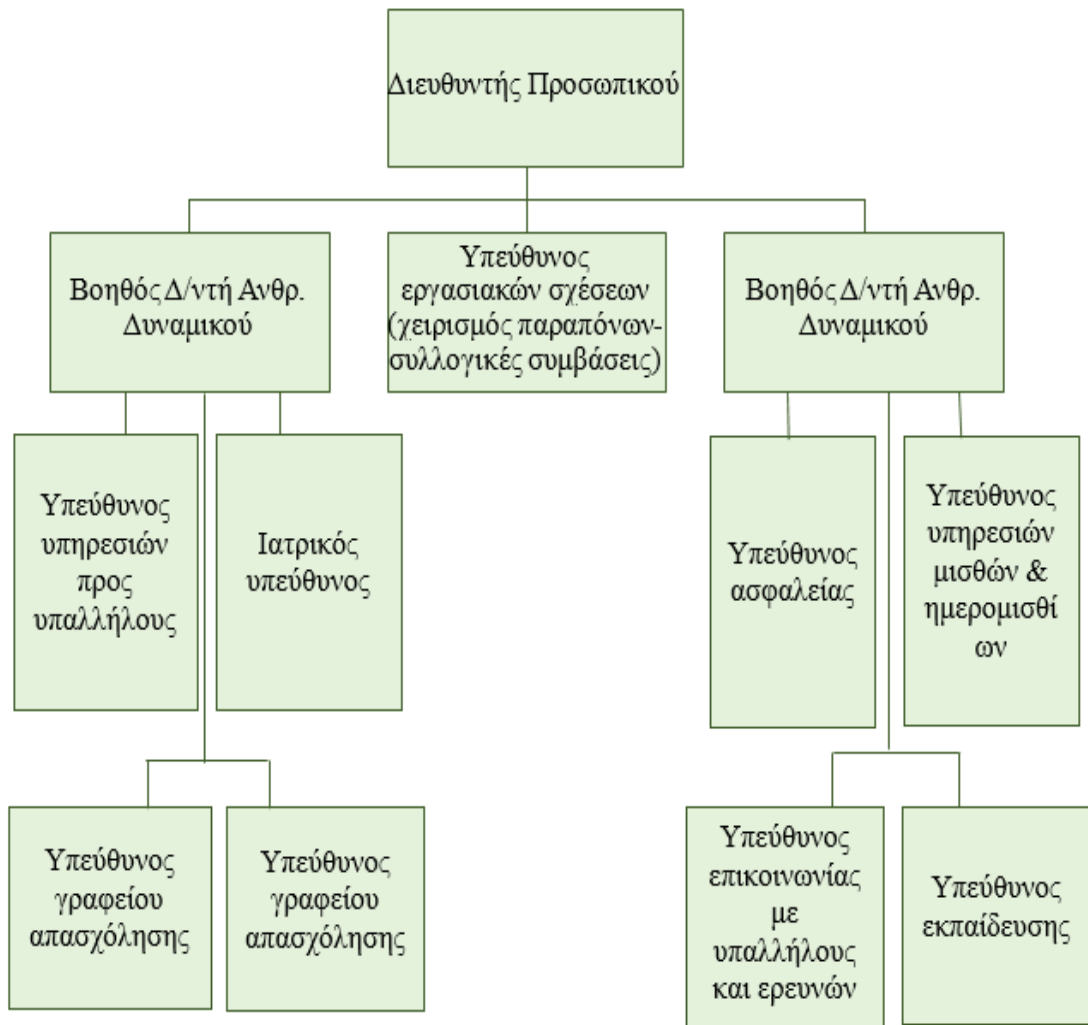 Διευθυντής Προσωπικού
Βοηθός Δ/ντή Ανθρ.
Δυναμικού
Υπεύθυνος
εργασιακών σχέσεων
(χειρισμός παραπόνων-
συλλογικές συμβάσεις)
Βοηθός Δ/ντή Ανθρ.
Δυναμικού
Υπεύθυνος
υπηρεσιών
προς
υπαλλήλους
Ιατρικός
υπεύθυνος
Υπεύθυνος
ασφαλείας
Υπεύθυνος
υπηρεσιών
μισθών &
ημερομισθί
ων
Υπεύθυνος
γραφείου
απασχόλησης
Υπεύθυνος
γραφείου
απασχόλησης
Υπεύθυνος
επικοινωνίας
με
υπαλλήλους
και ερευνών
Υπεύθυνος
εκπαίδευσης